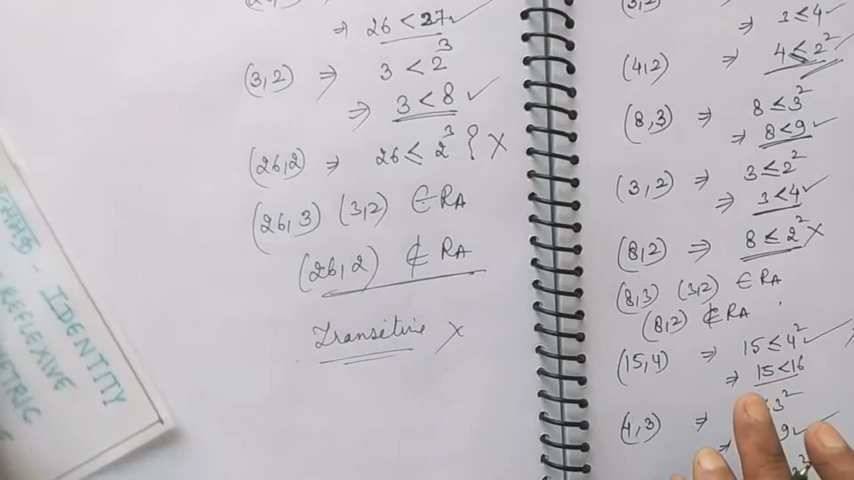 ⇒ 26 < 27 ✓
(3,2) ⇒ 3 < 2³
⇒ 3 < 8 ✓
(26,2) ⇒ 26 ≤ 2³ } X
(26,3) (3,2) ∈ RA
(26,2) ∉ RA
Transitive X
IDENTITY
REFLEXIVE
⇒ 3 ≤ 4 ✓
(4,2) ⇒ 4 ≤ 2² ✓
(8,3) ⇒ 8 ≤ 3²
⇒ 8 < 9 ✓
(3,2) ⇒ 3 ≤ 2²
⇒ 3 < 4 ✓
(8,2) ⇒ 8 ≤ 2² X
(8,3) (3,2) ∈ RA
(8,2) ∉ RA
(15,4) ⇒ 15 ≤ 4² ✓
⇒ 15 < 16
(4,3) ⇒ 3²
⇒ 9 ✓